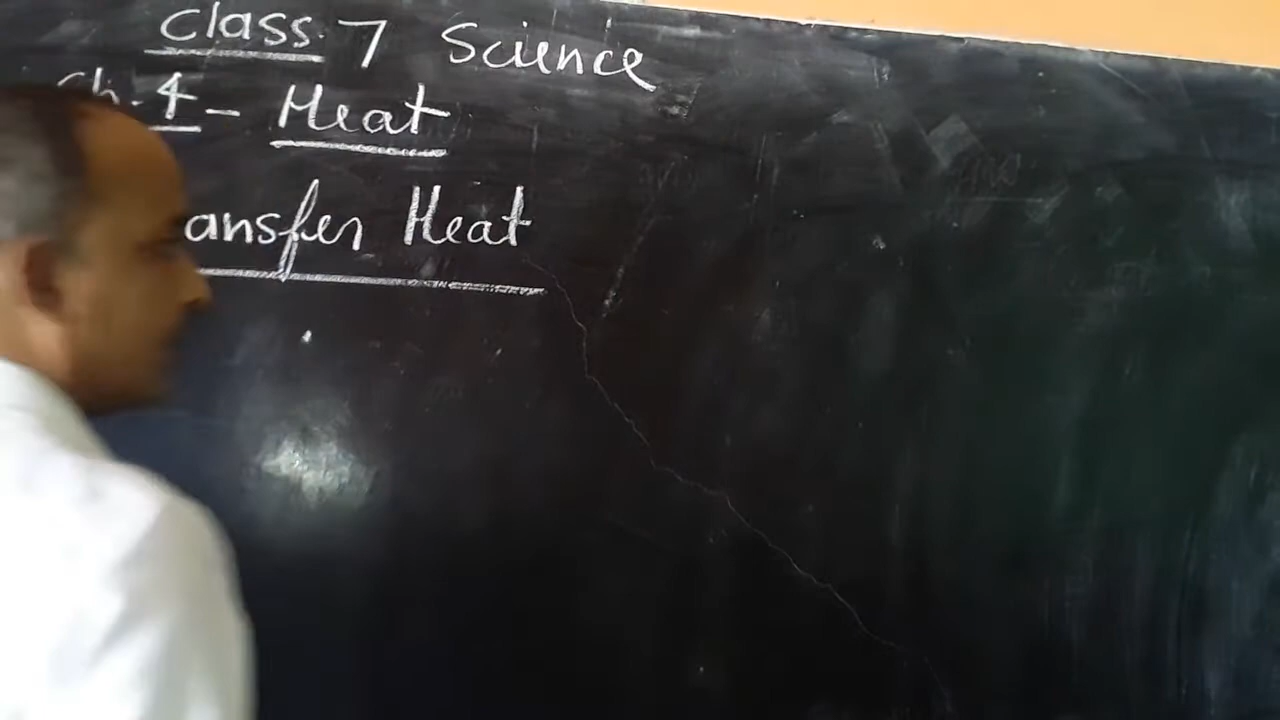 Class 7 Science
Ch. 4 - Heat
ansfer Heat